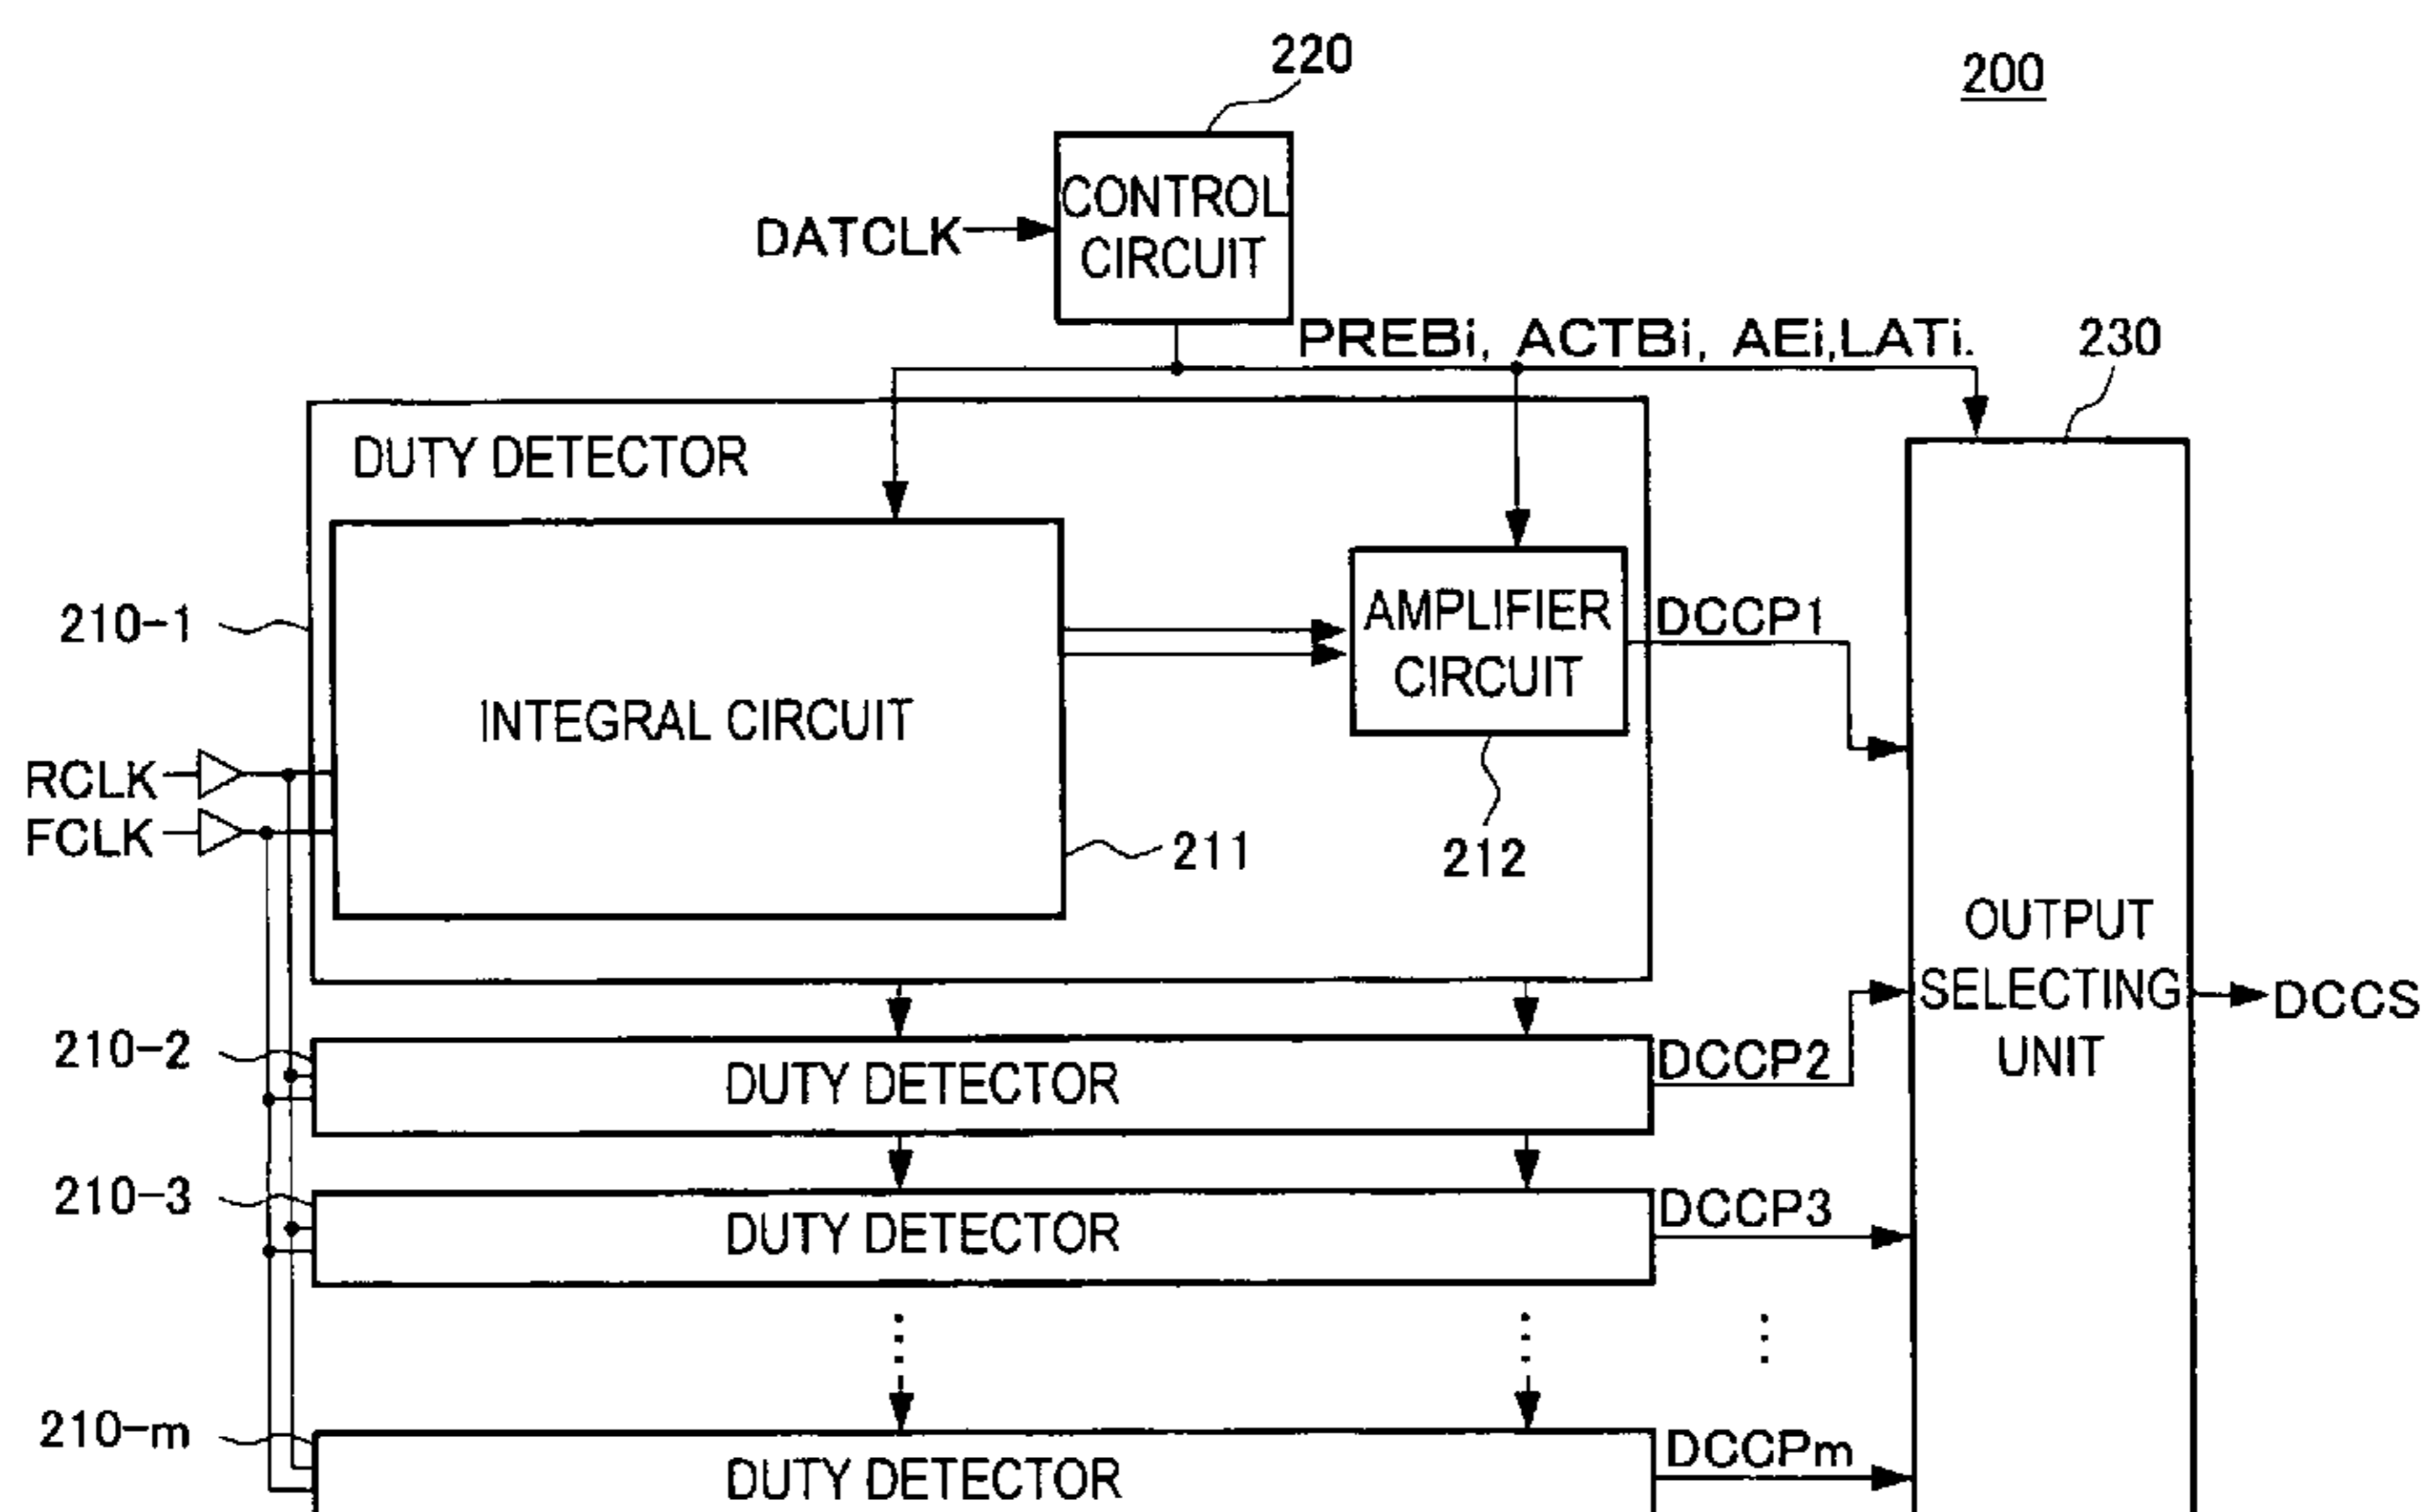 220
200
CONTROL
CIRCUIT
DATCLK
PREBi, ACTBi, AEi,LATi.
230
DUTY DETECTOR
210-1
AMPLIFIER
CIRCUIT
DCCP1
INTEGRAL CIRCUIT
RCLK
FCLK
211
212
OUTPUT
SELECTING
UNIT
DCCS
210-2
DUTY DETECTOR
DCCP2
210-3
DUTY DETECTOR
DCCP3
210-m
DUTY DETECTOR
DCCPm